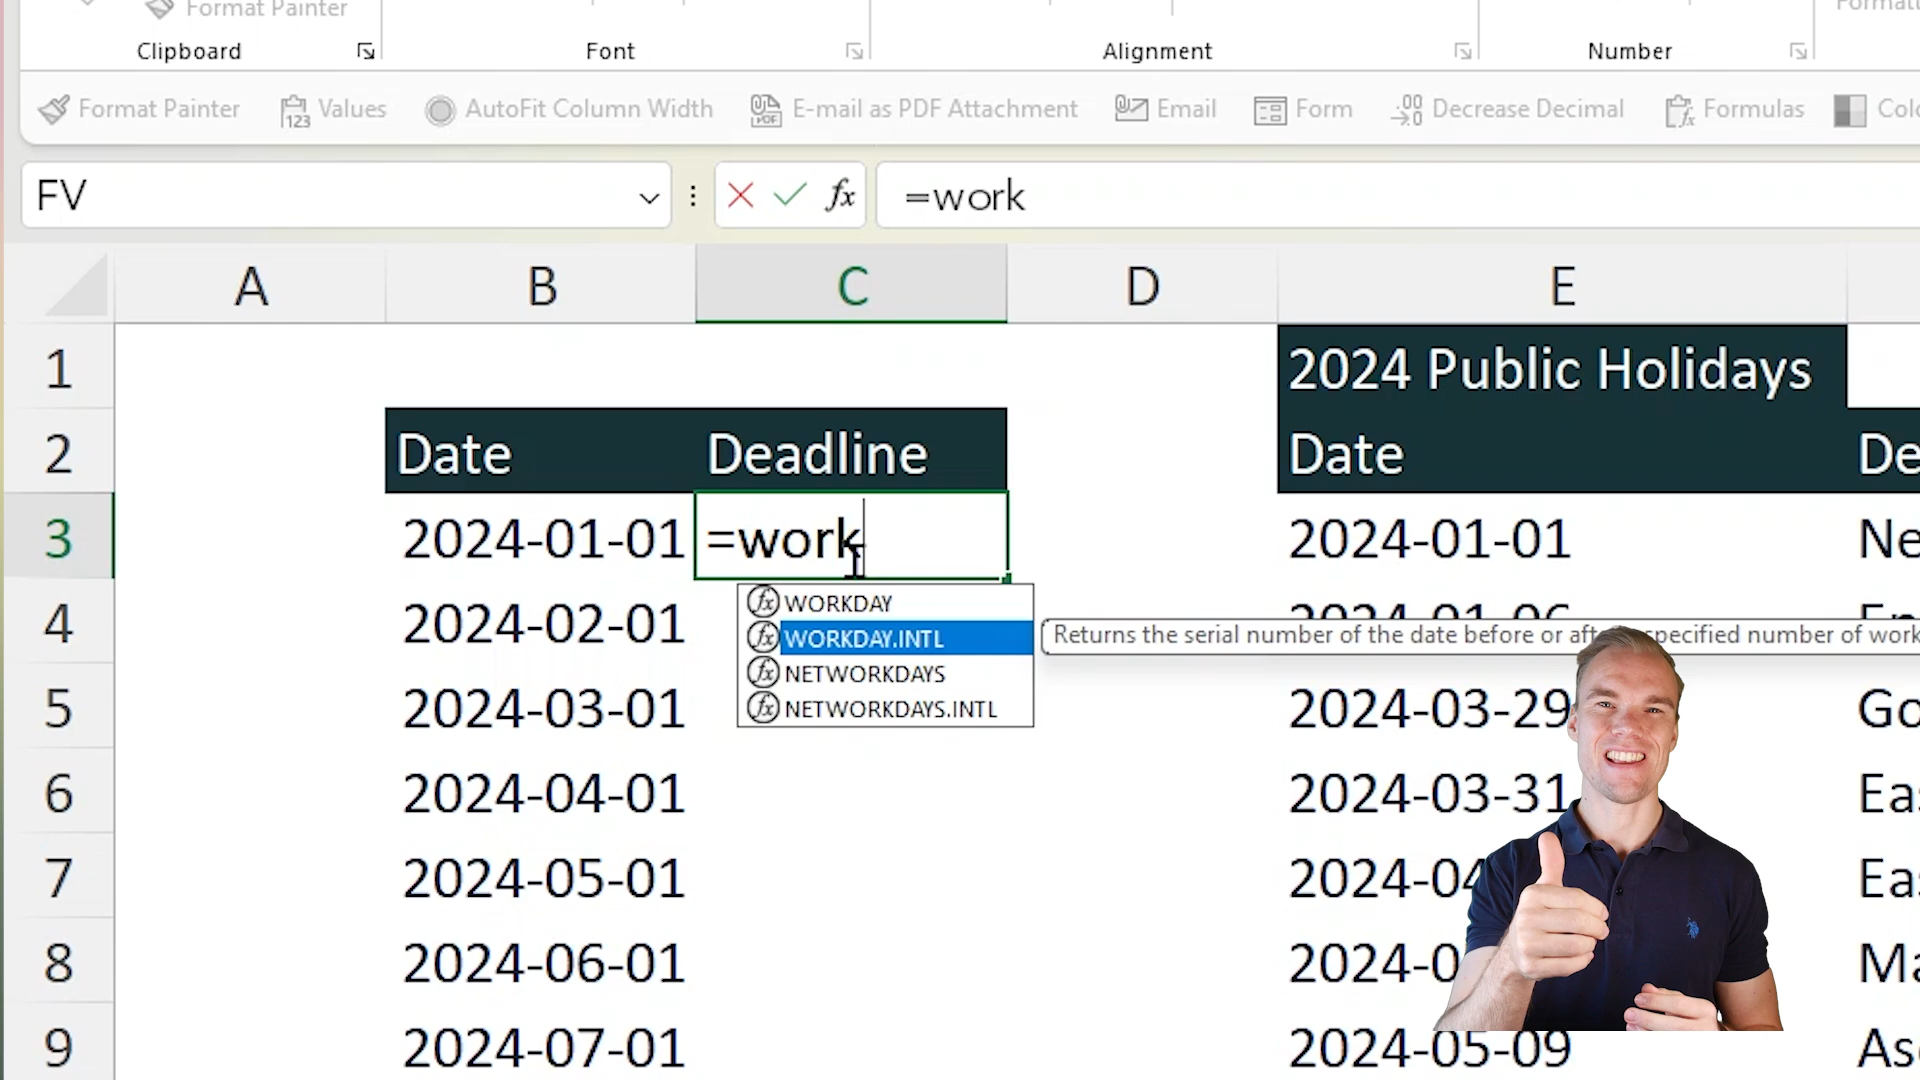 Format Painter
Clipboard
Font
Alignment
Number
Format Painter
Values
AutoFit Column Width
E-mail as PDF Attachment
Email
Form
Decrease Decimal
Formulas
FV
fx
=work
A
B
C
D
E
1
2024 Public Holidays
2
Date
Deadline
Date
3
2024-01-01
=work
2024-01-01
WORKDAY
WORKDAY.INTL
NETWORKDAYS
NETWORKDAYS.INTL
Returns the serial number of the date before or specified number of work
4
2024-02-01
5
2024-03-01
2024-03-29
6
2024-04-01
2024-03-31
7
2024-05-01
8
2024-06-01
9
2024-07-01
2024-05-09